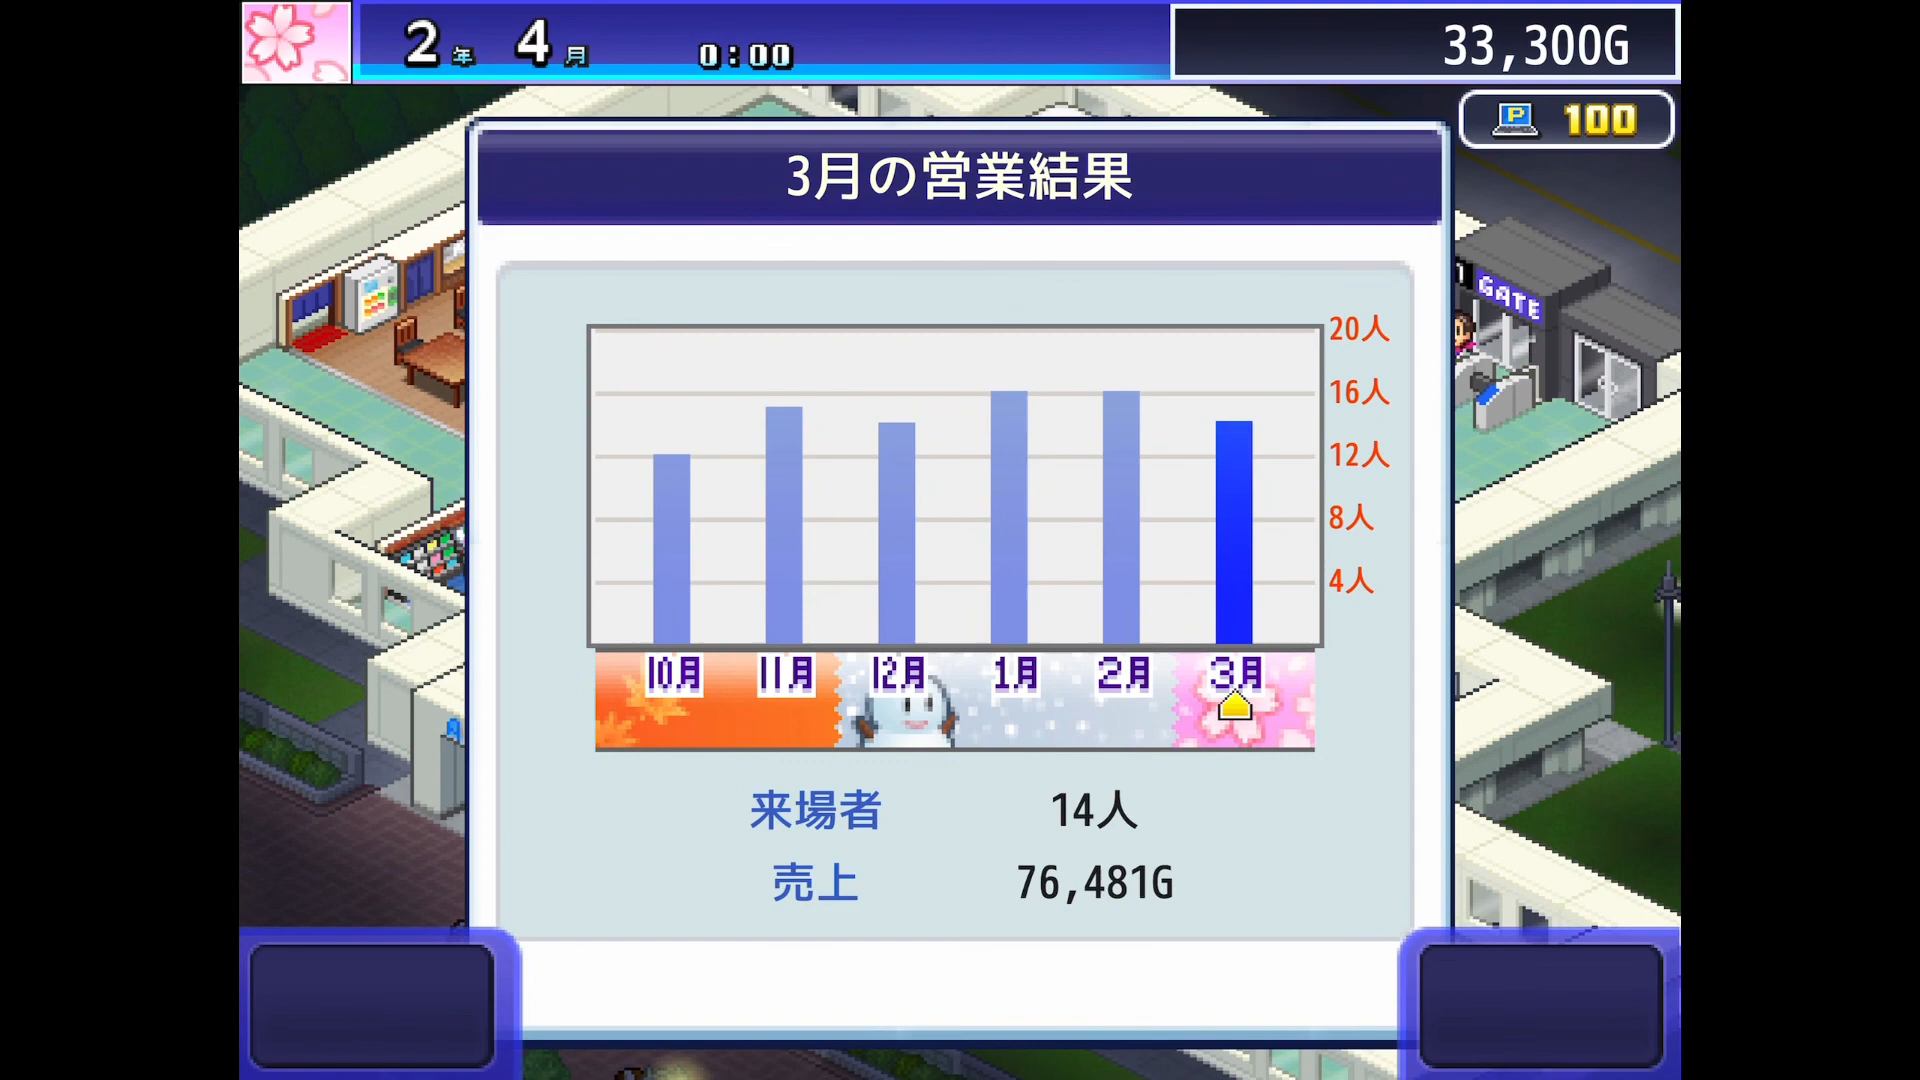 2年 4月 0:00 33,300G
P 100
3月の営業結果
GATE
20人
16人
12人
8人
4人
10月 11月 12月 1月 2月 3月
来場者 14人
売上 76,481G